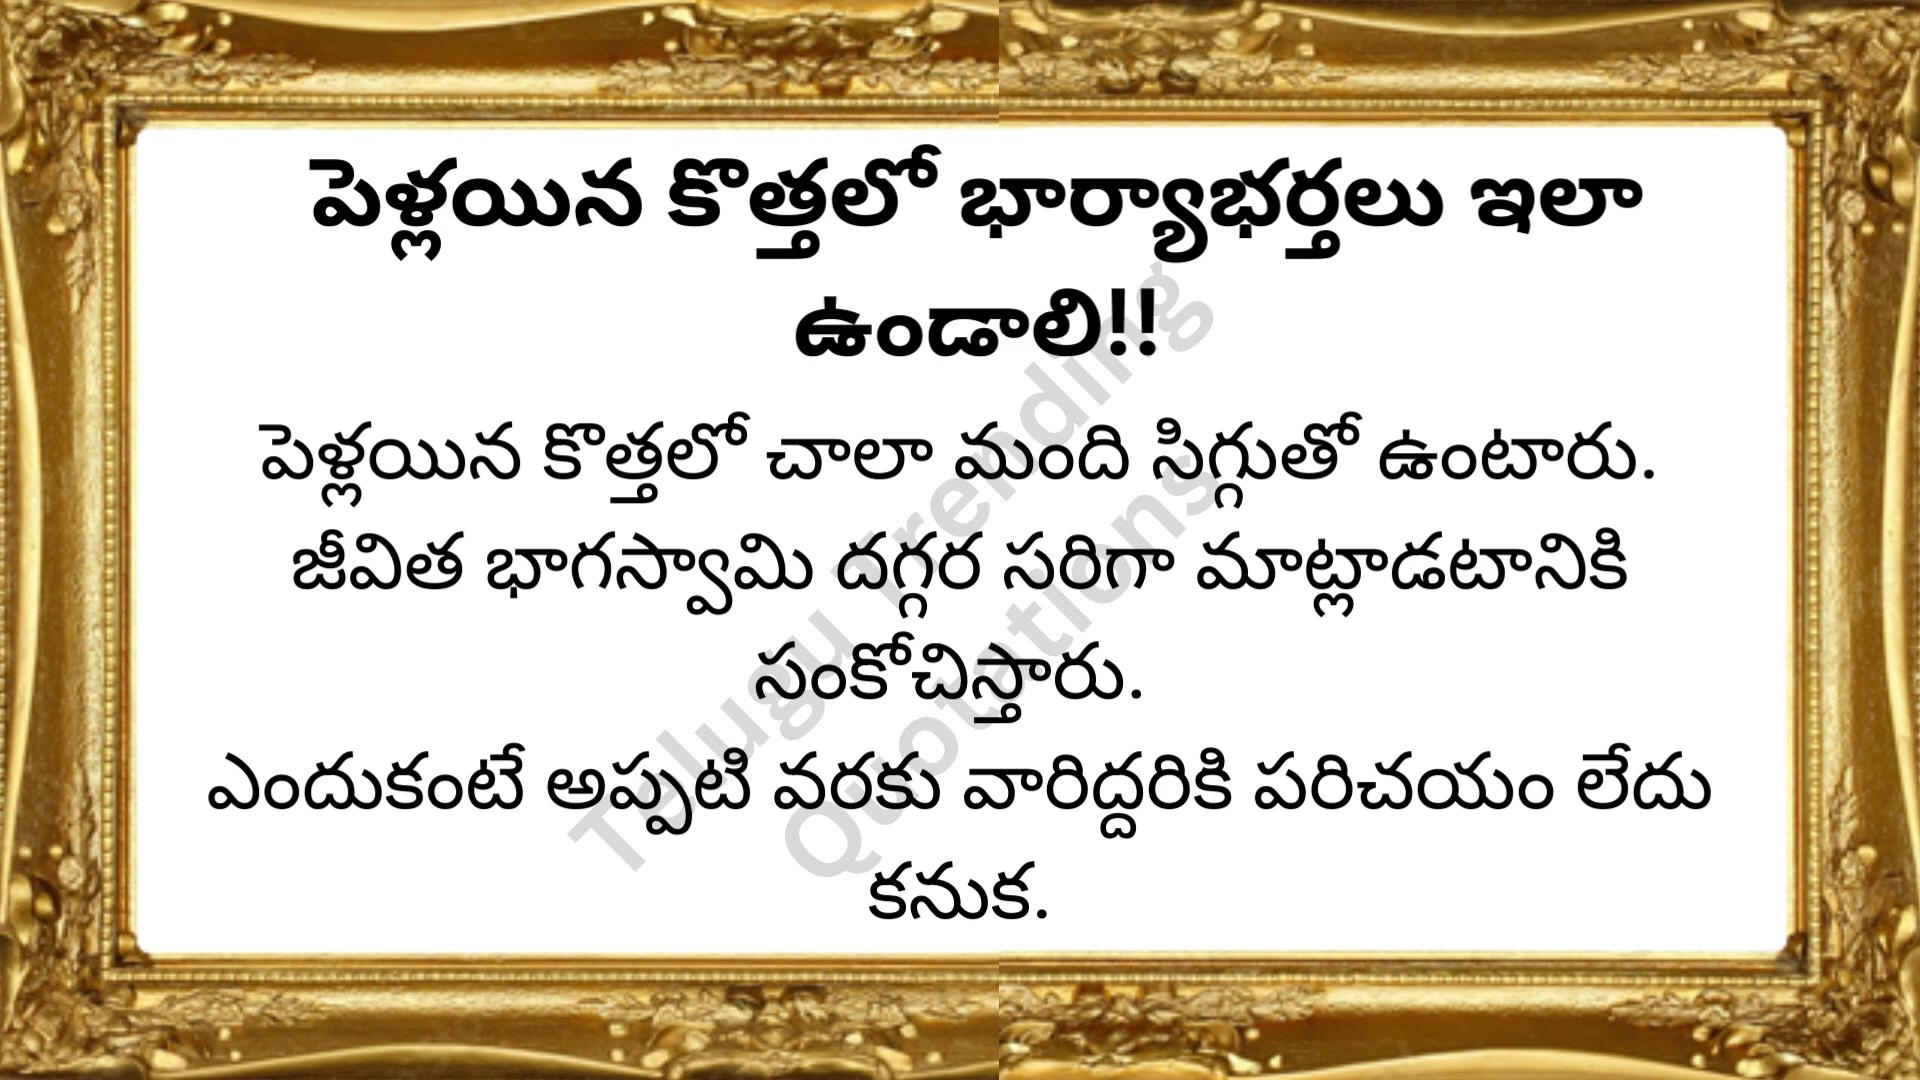 పెళ్లయిన కొత్తలో భార్యాభర్తలు ఇలా
ఉండాలి!!
పెళ్లయిన కొత్తలో చాలా మంది సిగ్గుతో ఉంటారు.
జీవిత భాగస్వామి దగ్గర సరిగా మాట్లాడటానికి
సంకోచిస్తారు.
ఎందుకంటే అప్పటి వరకు వారిద్దరికి పరిచయం లేదు
కనుక.
Telugu Trending
Quotations